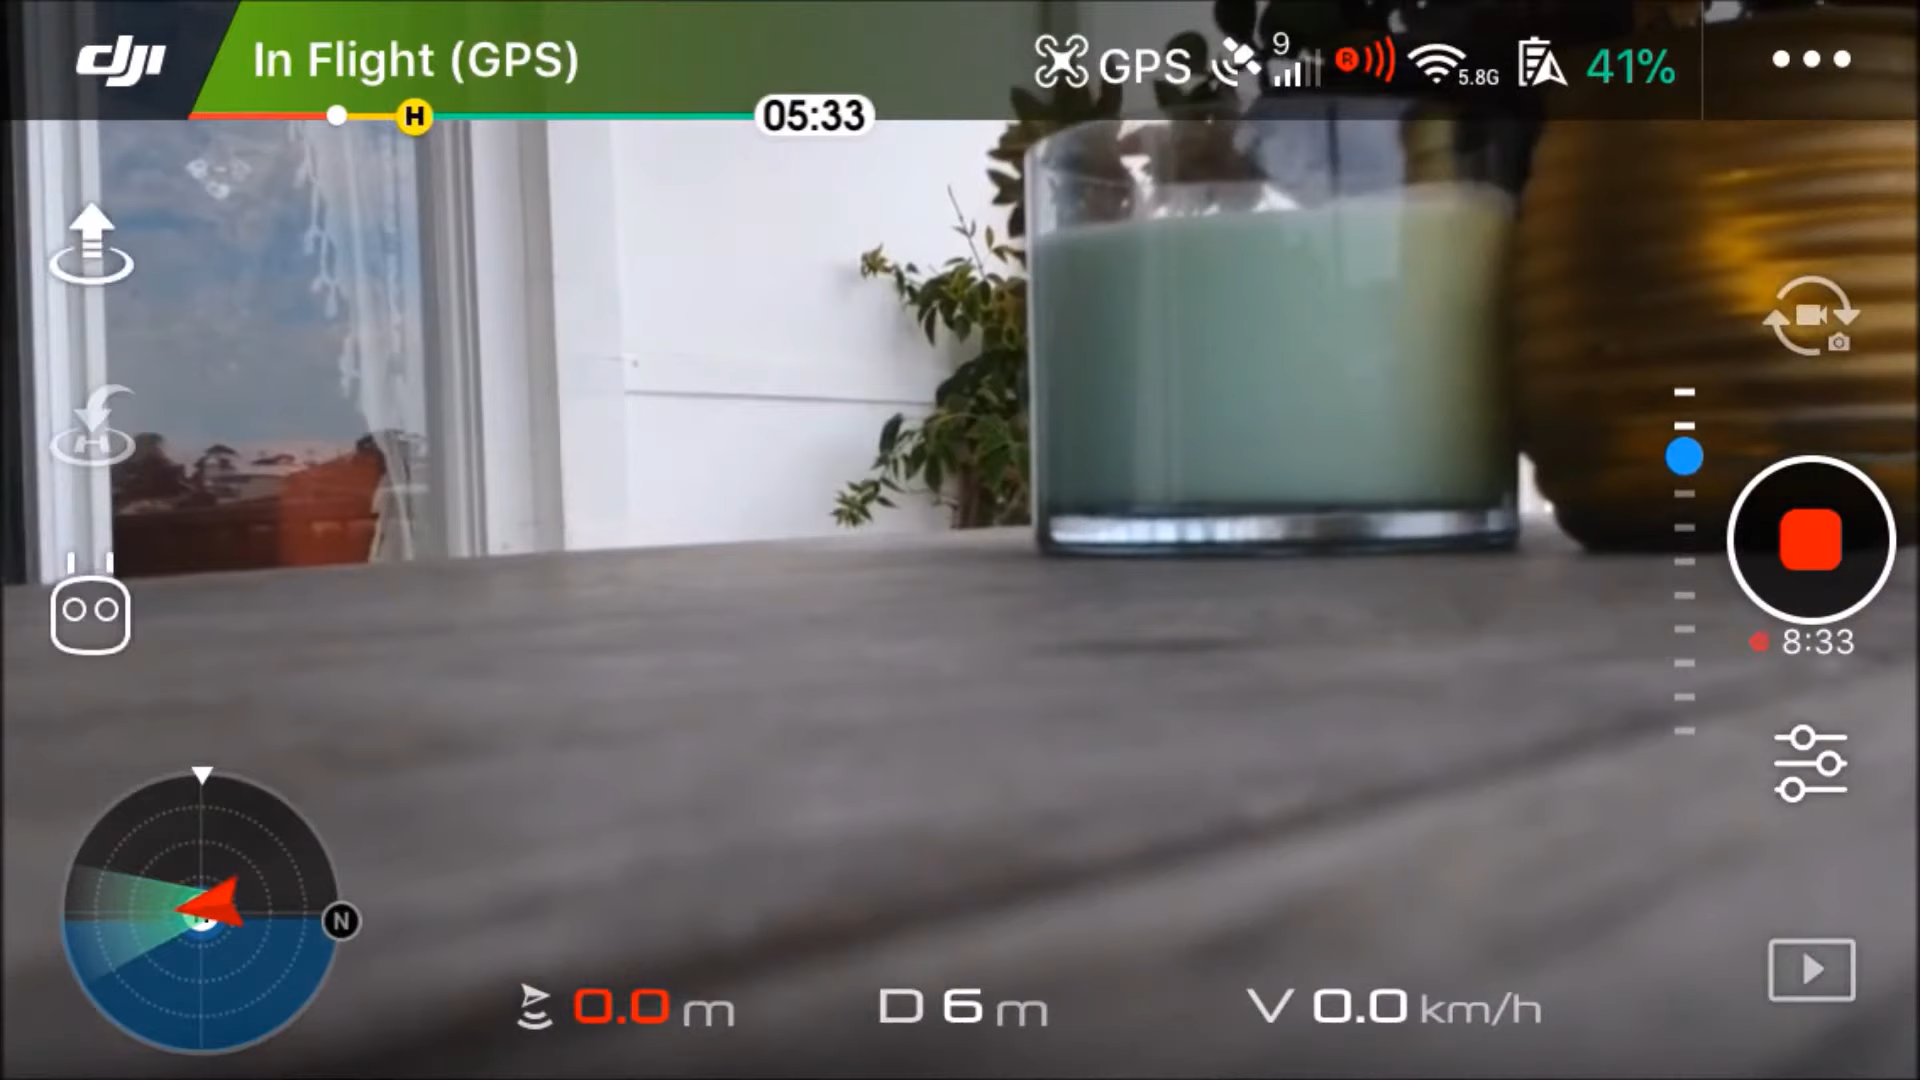 dji In Flight (GPS) GPS 9 R 5.8G 41%
H 05:33
H
8:33
N
0.0 m D 6 m V 0.0 km/h